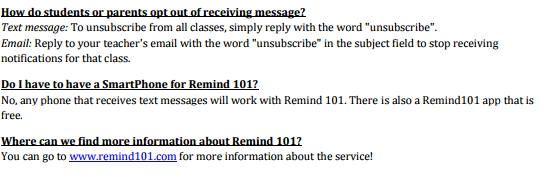 How do students or parents opt out of receiving message?
Text message: To unsubscribe from all classes, simply reply with the word "unsubscribe".
Email: Reply to your teacher's email with the word "unsubscribe" in the subject field to stop receiving
notifications for that class.
Do I have to have a SmartPhone for Remind 101?
No, any phone that receives text messages will work with Remind 101. There is also a Remind101 app that is
free.
Where can we find more information about Remind 101?
You can go to www.remind101.com for more information about the service!